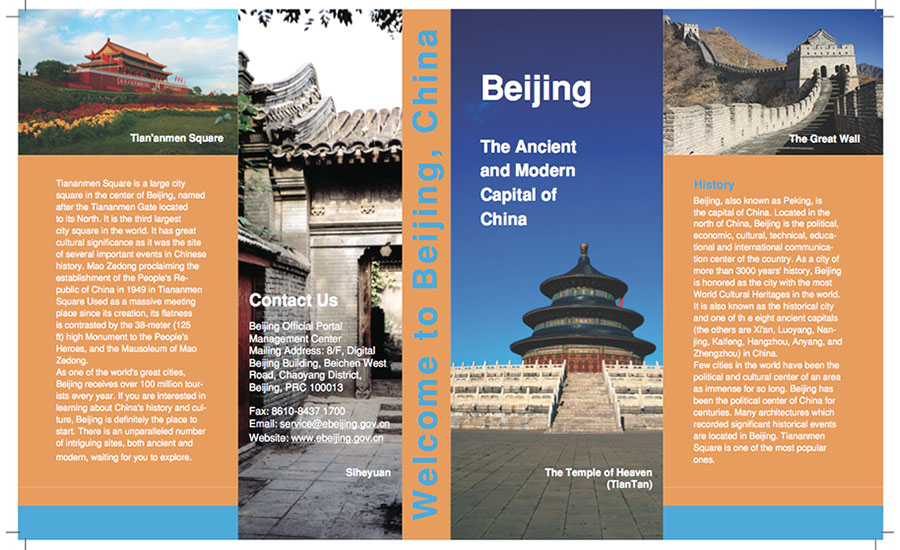 Tian'anmen Square
Tiananmen Square is a large city
square in the center of Beijing, named
after the Tiananmen Gate located
to its North. It is the third largest
city square in the world. It has great
cultural significance as it was the site
of several important events in Chinese
history. Mao Zedong proclaiming the
establishment of the People's Re-
public of China in 1949 in Tiananmen
Square Used as a massive meeting
place since its creation, its flatness
is contrasted by the 38-meter (125
ft) high Monument to the People's
Heroes, and the Mausoleum of Mao
Zedong.
As one of the world's great cities,
Beijing receives over 100 million tour-
ists every year. If you are interested in
learning about China's history and cul-
ture, Beijing is definitely the place to
start. There is an unparalleled number
of intriguing sites, both ancient and
modern, waiting for you to explore.
Contact Us
Beijing Official Portal
Management Center
Mailing Address: 8/F, Digital
Beijing Building, Beichen West
Road, Chaoyang District,
Beijing, PRC 100013
Fax: 8610-8437 1700
Email: service@ebeijing.gov.cn
Website: www.ebeijing.gov.cn
Siheyuan
Welcome to Beijing, China
Beijing
The Ancient
and Modern
Capital of
China
The Temple of Heaven
(TianTan)
The Great Wall
History
Beijing, also known as Peking, is
the capital of China. Located in the
north of China, Beijing is the political,
economic, cultural, technical, educa-
tional and international communica-
tion center of the country. As a city of
more than 3000 years' history, Beijing
is honored as the city with the most
World Cultural Heritages in the world.
It is also known as the historical city
and one of th e eight ancient capitals
(the others are Xi'an, Luoyang, Nan-
jing, Kaifeng, Hangzhou, Anyang, and
Zhengzhou) in China.
Few cities in the world have been the
political and cultural center of an area
as immense for so long. Beijing has
been the political center of China for
centuries. Many architectures which
recorded significant historical events
are located in Beijing. Tiananmen
Square is one of the most popular
ones.